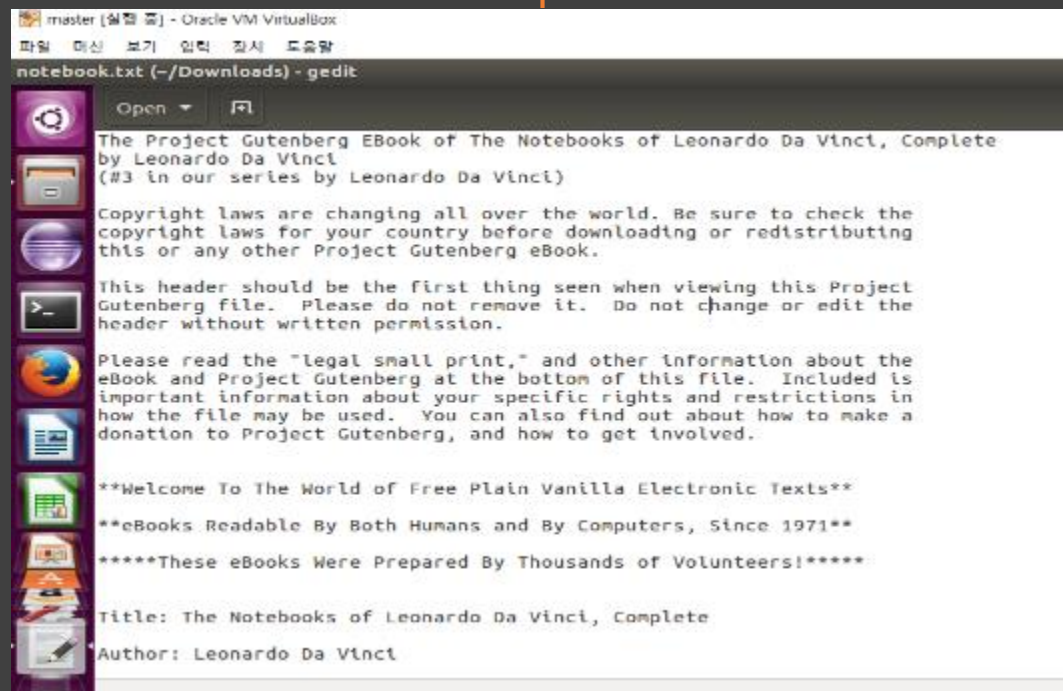 master [실행 중] - Oracle VM VirtualBox
파일 머신 보기 입력 장치 도움말
notebook.txt (~/Downloads) - gedit
Open
The Project Gutenberg EBook of The Notebooks of Leonardo Da Vinci, Complete
by Leonardo Da Vinci
(#3 in our series by Leonardo Da Vinci)
Copyright laws are changing all over the world. Be sure to check the
copyright laws for your country before downloading or redistributing
this or any other Project Gutenberg eBook.
This header should be the first thing seen when viewing this Project
Gutenberg file.  Please do not remove it.  Do not change or edit the
header without written permission.
Please read the "legal small print," and other information about the
eBook and Project Gutenberg at the bottom of this file.  Included is
important information about your specific rights and restrictions in
how the file may be used.  You can also find out about how to make a
donation to Project Gutenberg, and how to get involved.
**Welcome To The World of Free Plain Vanilla Electronic Texts**
**eBooks Readable By Both Humans and By Computers, Since 1971**
*****These eBooks Were Prepared By Thousands of Volunteers!*****
Title: The Notebooks of Leonardo Da Vinci, Complete
Author: Leonardo Da Vinci